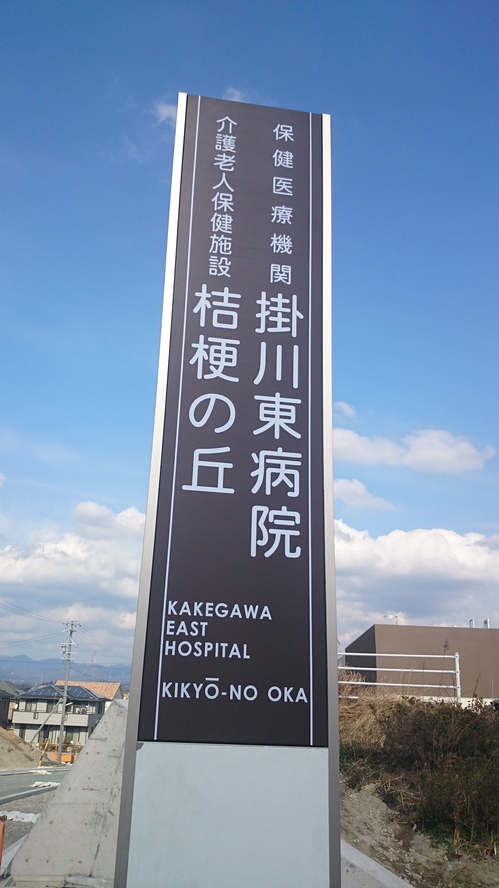 保健医療機関
掛川東病院
介護老人保健施設
桔梗の丘
KAKEGAWA
EAST
HOSPITAL
KIKYŌ-NO OKA